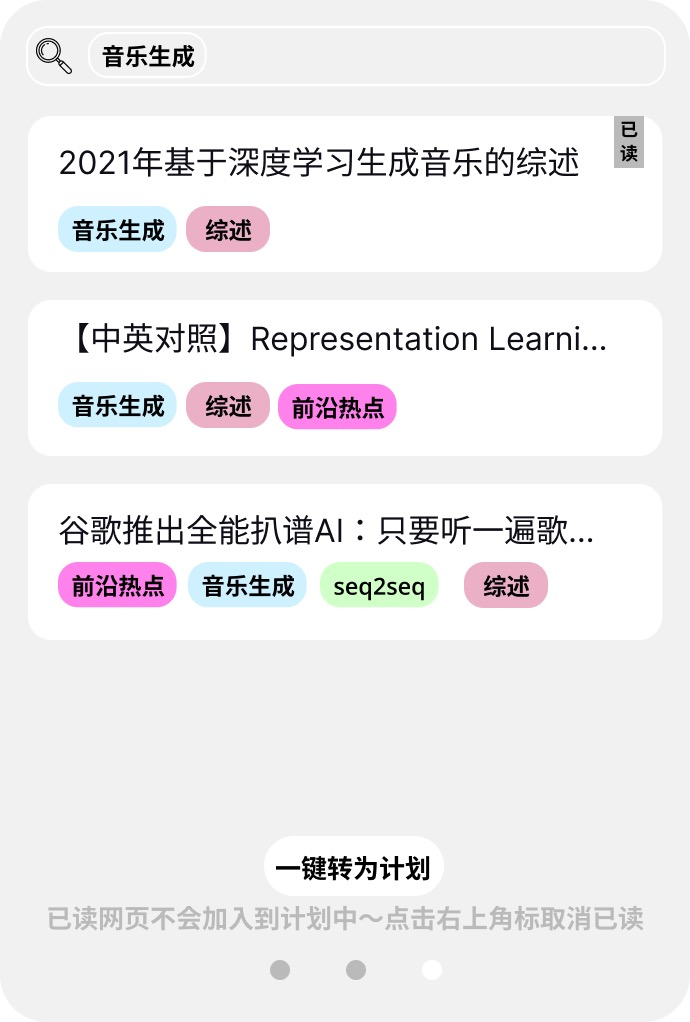 音乐生成
已
读
2021年基于深度学习生成音乐的综述
音乐生成 综述
【中英对照】Representation Learni...
音乐生成 综述 前沿热点
谷歌推出全能扒谱AI：只要听一遍歌...
前沿热点 音乐生成 seq2seq 综述
一键转为计划
已读网页不会加入到计划中～点击右上角标取消已读